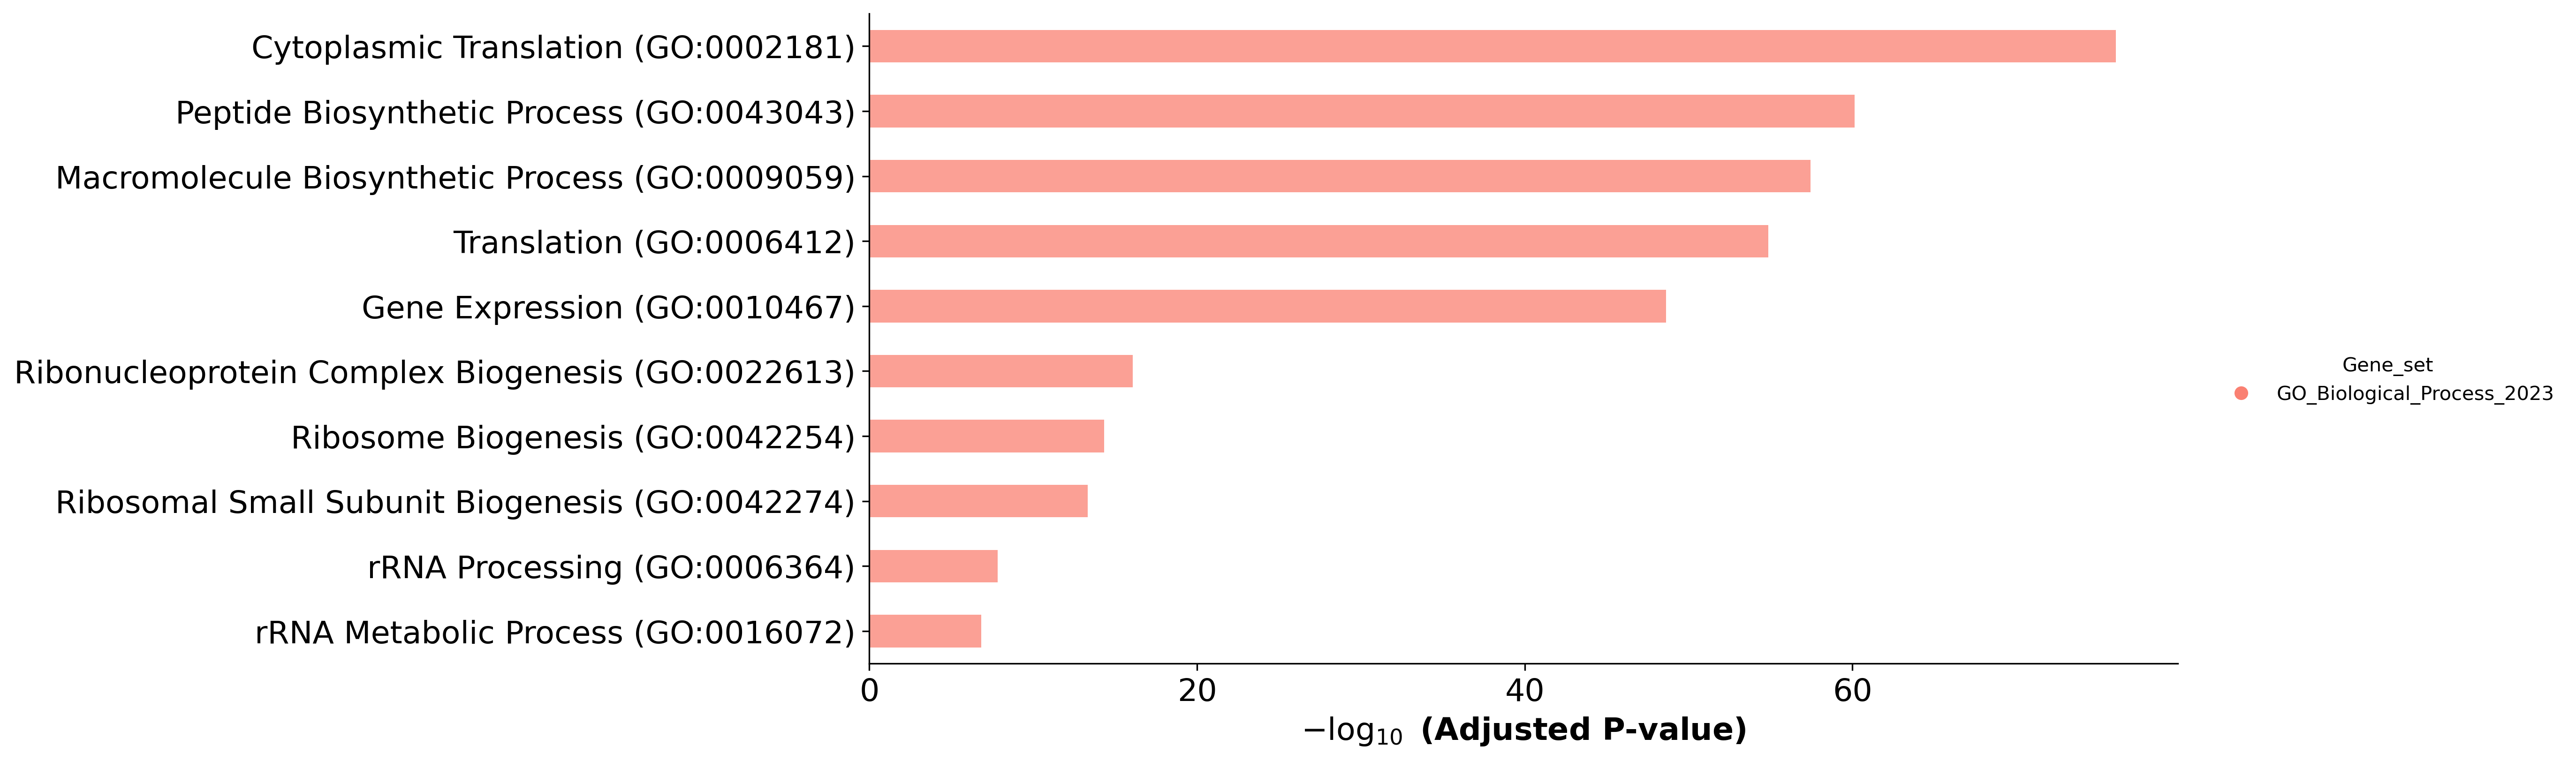 Cytoplasmic Translation (GO:0002181)
Peptide Biosynthetic Process (GO:0043043)
Macromolecule Biosynthetic Process (GO:0009059)
Translation (GO:0006412)
Gene Expression (GO:0010467)
Ribonucleoprotein Complex Biogenesis (GO:0022613)
Ribosome Biogenesis (GO:0042254)
Ribosomal Small Subunit Biogenesis (GO:0042274)
rRNA Processing (GO:0006364)
rRNA Metabolic Process (GO:0016072)
0 20 40 60
−log₁₀ (Adjusted P-value)
Gene_set
GO_Biological_Process_2023